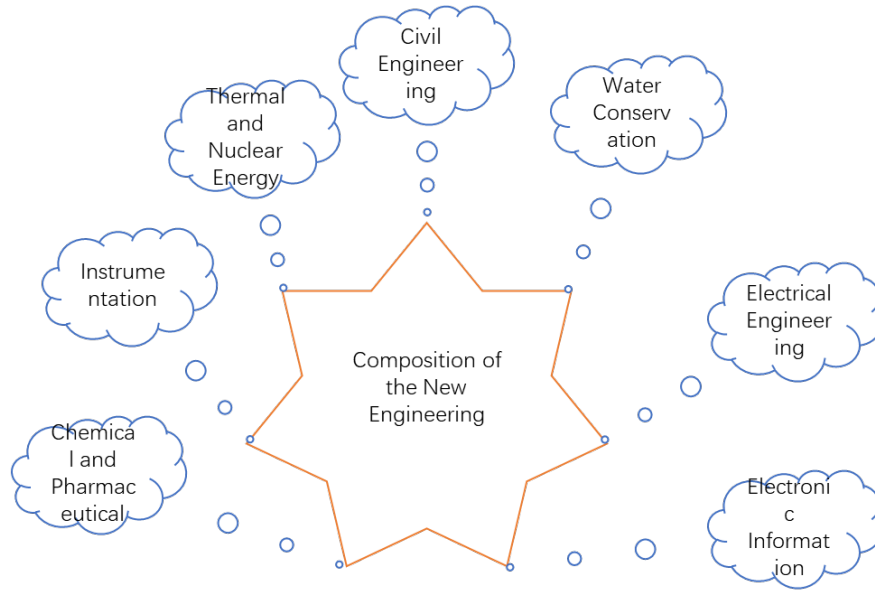 Civil
Engineer
ing
Thermal
and
Nuclear
Energy
Water
Conserv
ation
Instrume
ntation
Electrical
Engineer
ing
Composition of
the New
Engineering
Chemica
l and
Pharmac
eutical
Electroni
c
Informat
ion